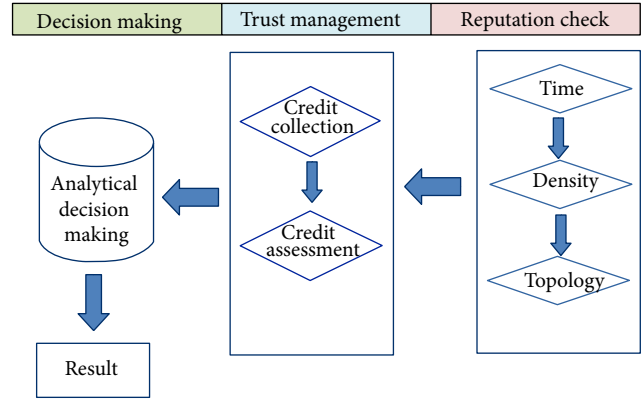 Decision making
Trust management
Reputation check
Analytical
decision
making
Result
Credit
collection
Credit
assessment
Time
Density
Topology